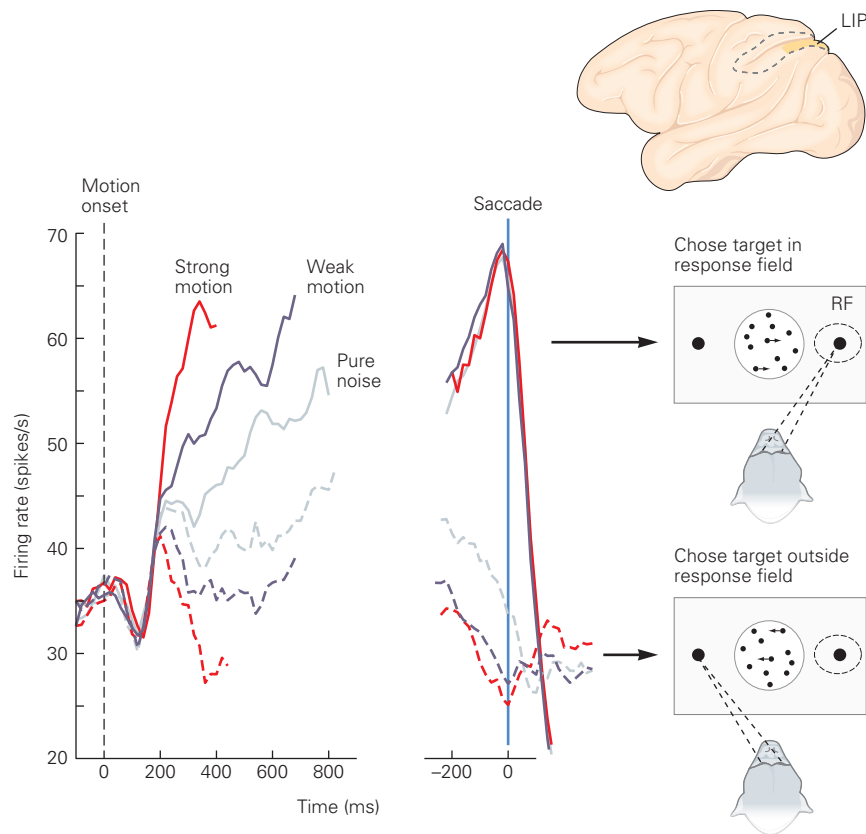 LIP
Motion
onset
Saccade
70
60
50
40
30
20
Firing rate (spikes/s)
Strong
motion
Weak
motion
Pure
noise
0
200
400
600
800
–200
0
Time (ms)
Chose target in
response field
RF
Chose target outside
response field